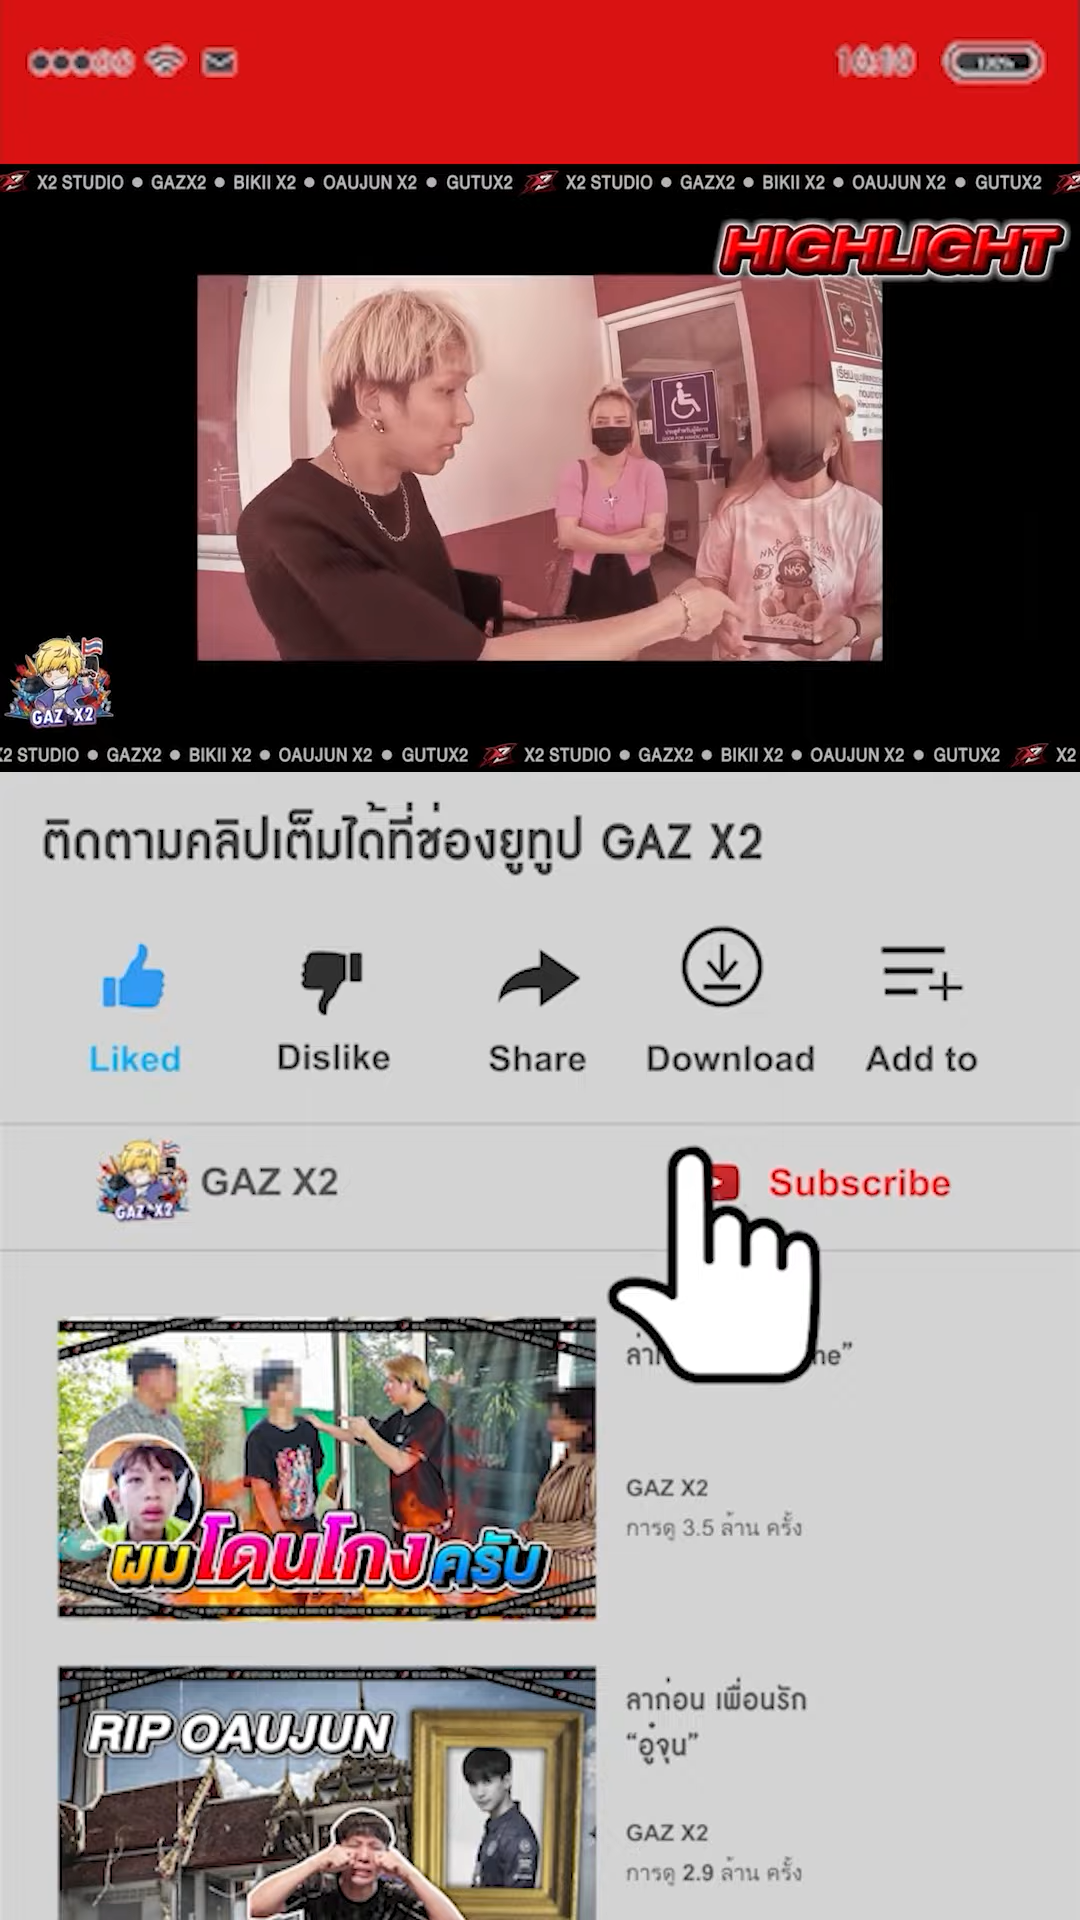 X2 STUDIO ● GAZX2 ● BIKII X2 ● OAUJUN X2 ● GUTUX2 X2 STUDIO ● GAZX2 ● BIKII X2 ● OAUJUN X2 ● GUTUX2
HIGHLIGHT
NASA
GAZ X2
X2 STUDIO ● GAZX2 ● BIKII X2 ● OAUJUN X2 ● GUTUX2 X2 STUDIO ● GAZX2 ● BIKII X2 ● OAUJUN X2 ● GUTUX2 X2
ติดตามคลิปเต็มได้ที่ช่องยูทูป GAZ X2
Liked Dislike Share Download Add to
GAZ X2
GAZ X2 Subscribe
ผมโดนโกงครับ
GAZ X2
การดู 3.5 ล้าน ครั้ง
RIP OAUJUN
ลาก่อน เพื่อนรัก
“อู๋จุน”
GAZ X2
การดู 2.9 ล้าน ครั้ง